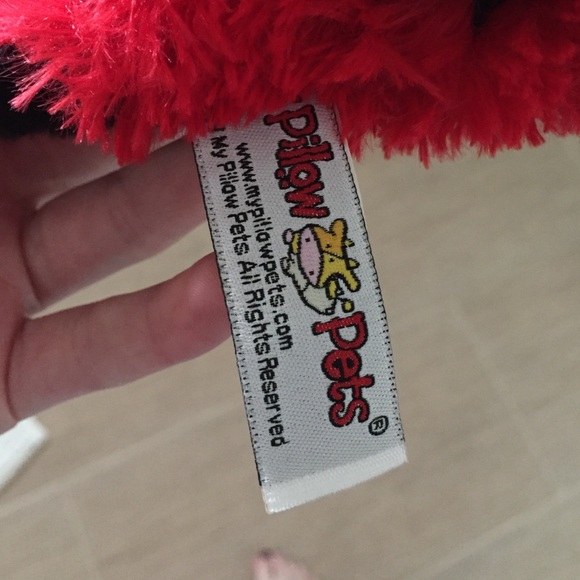 pillow pets®
www.mypillowpets.com
My Pillow Pets All Rights Reserved